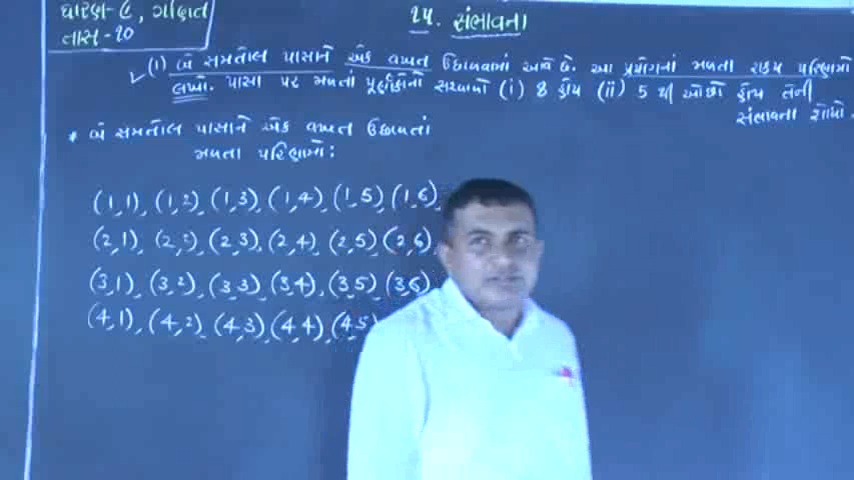 ધોરણ-૯, ગણિત
તાસ-૨૦
૨૫. સંભાવના
(1) બે સમતોલ પાસાને એક વખત ઉછાળવામાં આવે છે. આ પ્રયોગનાં મળતા શક્ય પરિણામો
લખો. પાસા પર મળતાં પૂર્ણાંકોનો સરવાળો (i) 8 હોય (ii) 5 થી ઓછો હોય તેની
સંભાવના શોધો.
* બે સમતોલ પાસાને એક વખત ઉછાળતાં
મળતા પરિણામો:
(1,1), (1,2), (1,3), (1,4), (1,5), (1,6),
(2,1), (2,2), (2,3), (2,4), (2,5), (2,6),
(3,1), (3,2), (3,3), (3,4), (3,5), (3,6)
(4,1), (4,2), (4,3), (4,4), (4,5)